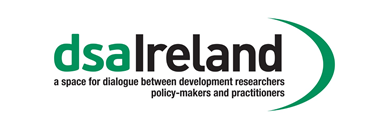 dsaIreland
a space for dialogue between development researchers
policy-makers and practitioners